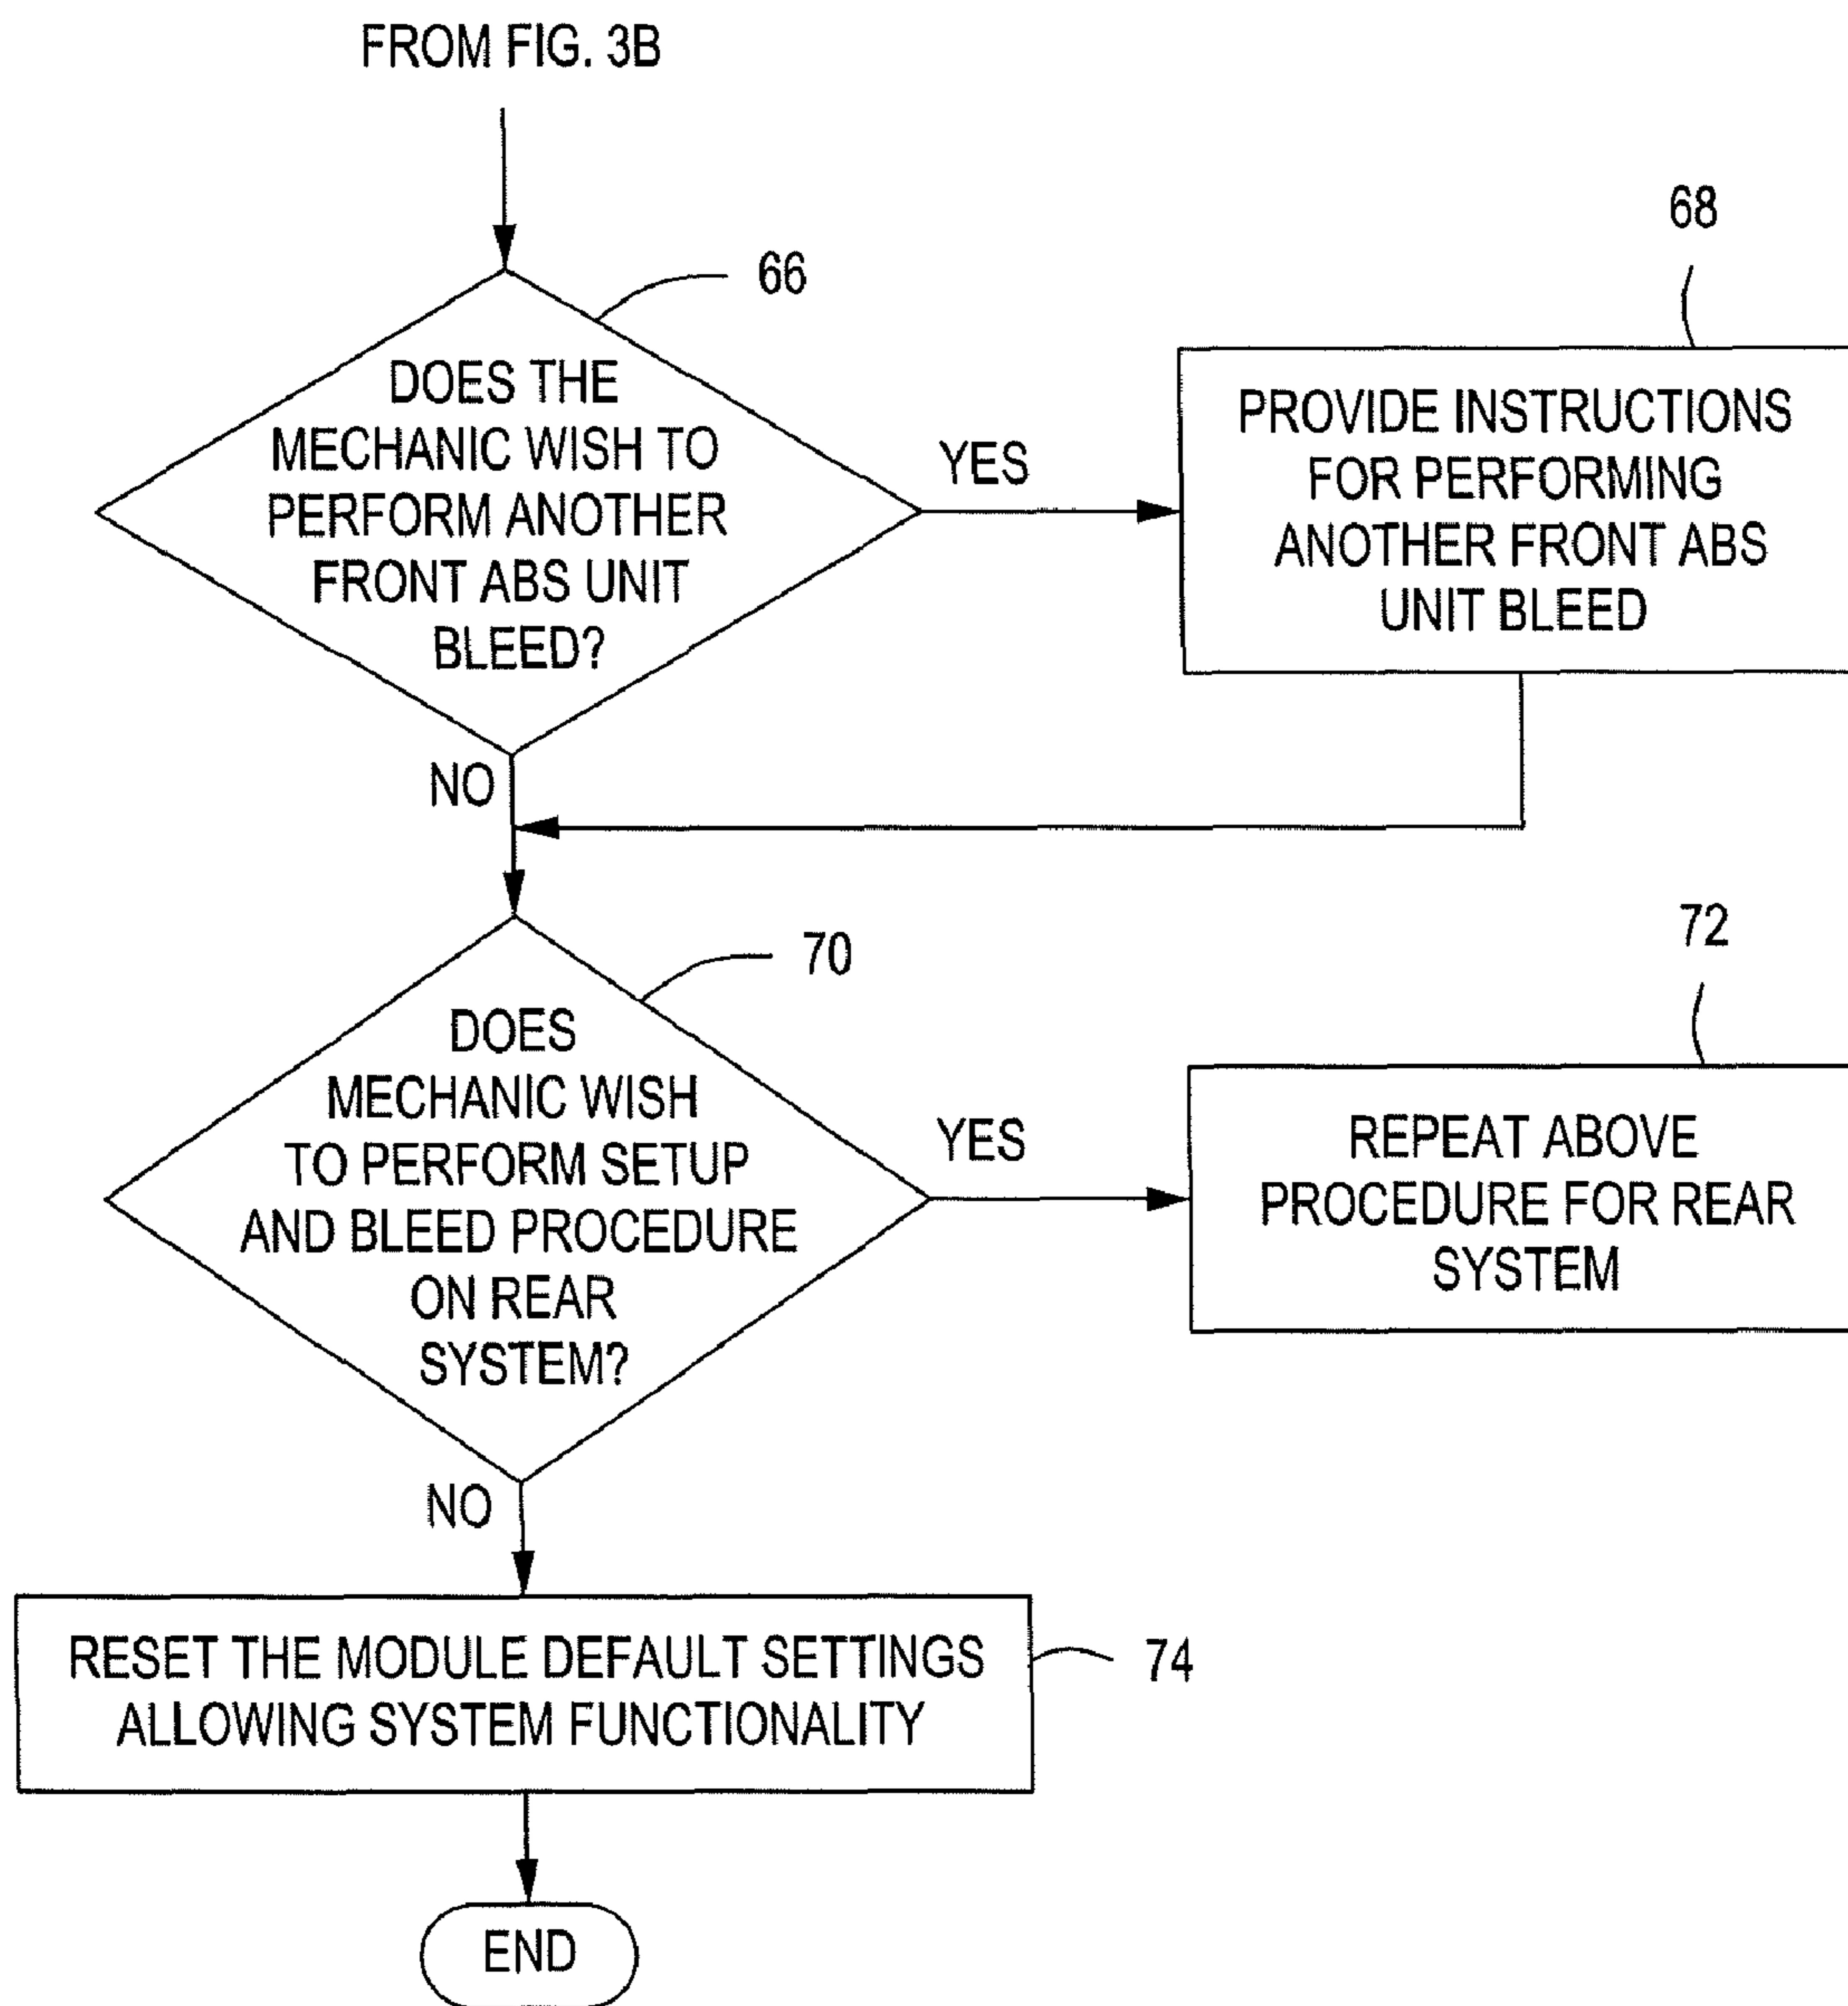 FROM FIG. 3B
66
DOES THE
MECHANIC WISH TO
PERFORM ANOTHER
FRONT ABS UNIT
BLEED?
YES
68
PROVIDE INSTRUCTIONS
FOR PERFORMING
ANOTHER FRONT ABS
UNIT BLEED
NO
70
DOES
MECHANIC WISH
TO PERFORM SETUP
AND BLEED PROCEDURE
ON REAR
SYSTEM?
YES
72
REPEAT ABOVE
PROCEDURE FOR REAR
SYSTEM
NO
RESET THE MODULE DEFAULT SETTINGS
ALLOWING SYSTEM FUNCTIONALITY
74
END